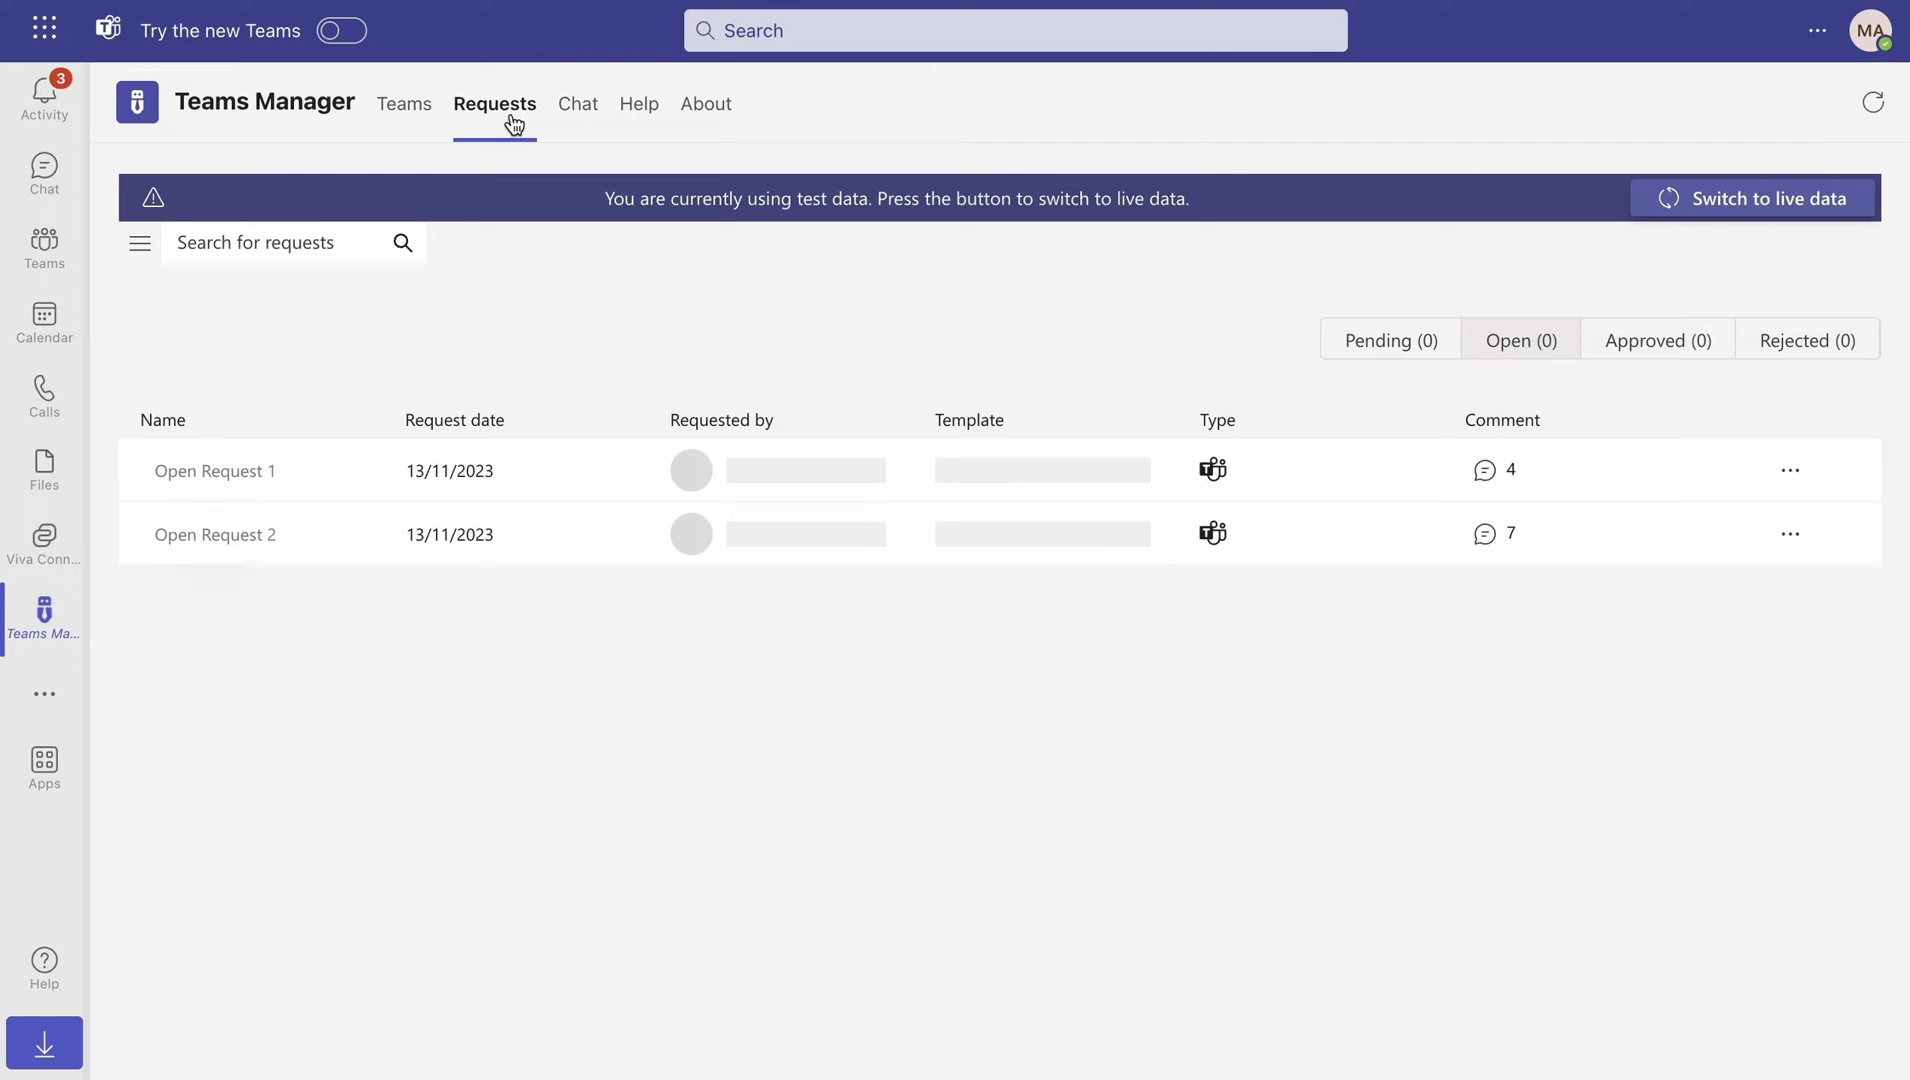 Try the new Teams
Search
MA
3
Activity
Chat
Teams
Calendar
Calls
Files
Viva Conn...
Teams Ma...
Apps
Help
Teams Manager Teams Requests Chat Help About
You are currently using test data. Press the button to switch to live data. Switch to live data
Search for requests
Pending (0) Open (0) Approved (0) Rejected (0)
Name Request date Requested by Template Type Comment
Open Request 1 13/11/2023 4
Open Request 2 13/11/2023 7